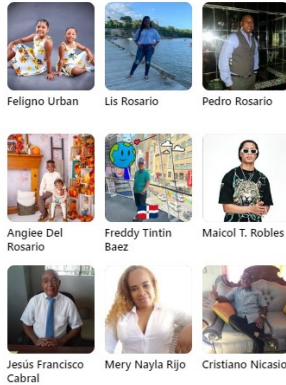 Feligno Urban
Lis Rosario
Pedro Rosario
Angiee Del
Rosario
Freddy Tintin
Baez
Maicol T. Robles
Jesús Francisco
Cabral
Mery Nayla Rijo
Cristiano Nicasio